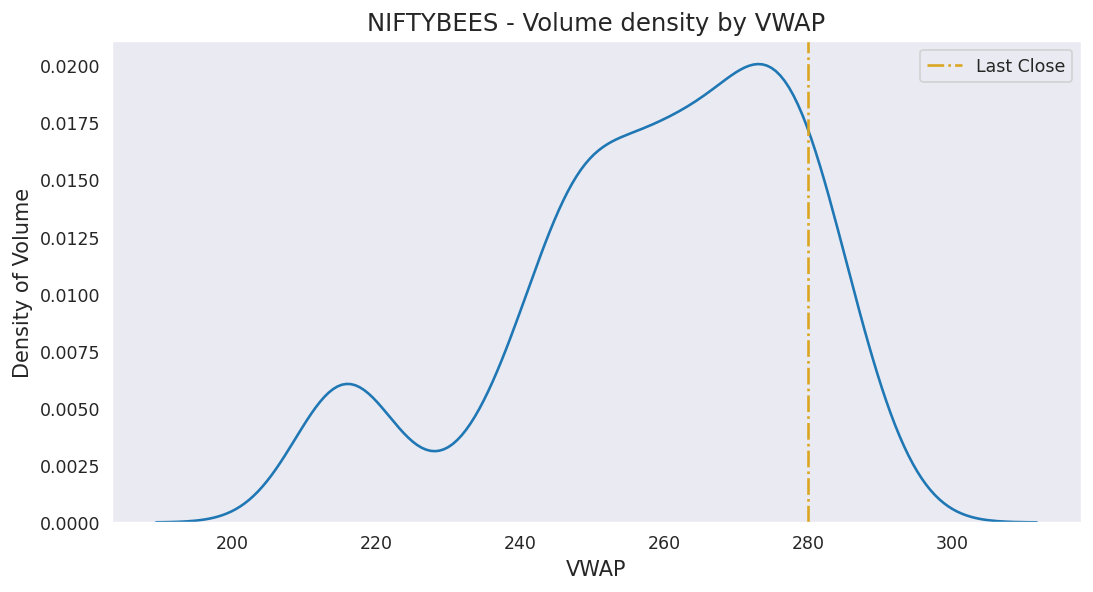 NIFTYBEES - Volume density by VWAP
Last Close
Density of Volume
0.0200
0.0175
0.0150
0.0125
0.0100
0.0075
0.0050
0.0025
0.0000
200 220 240 260 280 300
VWAP